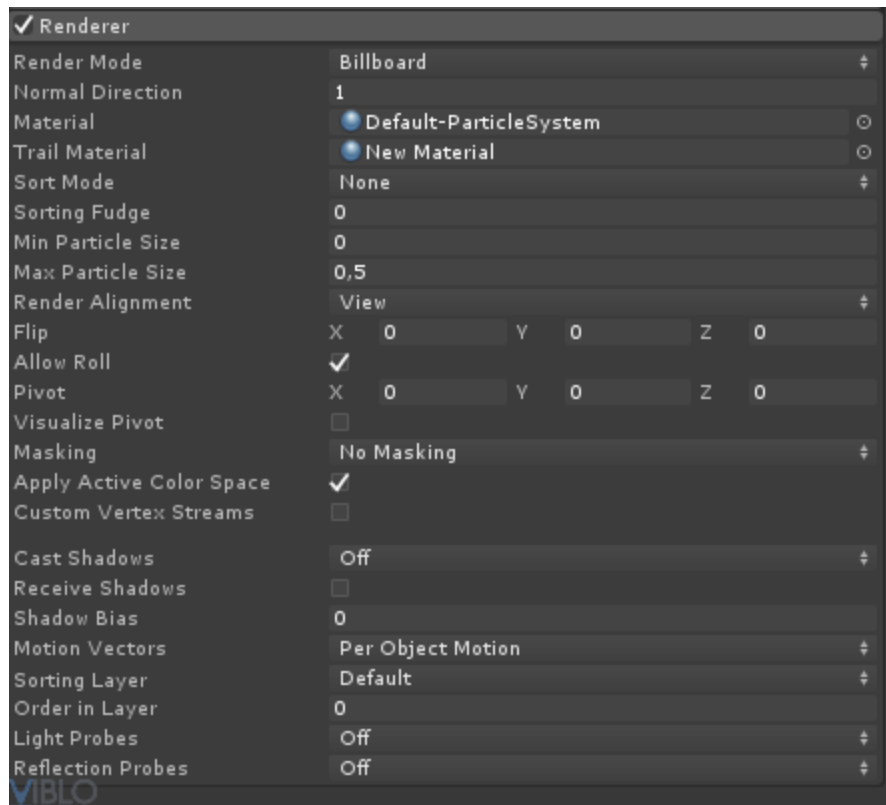 Renderer
Render Mode Billboard
Normal Direction 1
Material Default-ParticleSystem
Trail Material New Material
Sort Mode None
Sorting Fudge 0
Min Particle Size 0
Max Particle Size 0,5
Render Alignment View
Flip X 0 Y 0 Z 0
Allow Roll
Pivot X 0 Y 0 Z 0
Visualize Pivot
Masking No Masking
Apply Active Color Space
Custom Vertex Streams
Cast Shadows Off
Receive Shadows
Shadow Bias 0
Motion Vectors Per Object Motion
Sorting Layer Default
Order in Layer 0
Light Probes Off
Reflection Probes Off
VIBLO